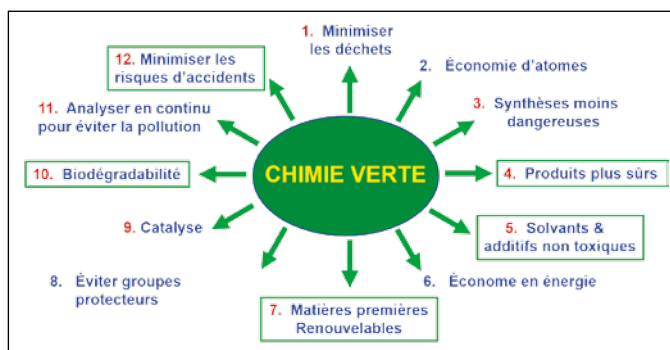 1. Minimiser
les déchets
2. Économie d'atomes
3. Synthèses moins
dangereuses
4. Produits plus sûrs
5. Solvants &
additifs non toxiques
6. Économe en énergie
7. Matières premières
Renouvelables
8. Éviter groupes
protecteurs
9. Catalyse
10. Biodégradabilité
11. Analyser en continu
pour éviter la pollution
12. Minimiser les
risques d'accidents
CHIMIE VERTE